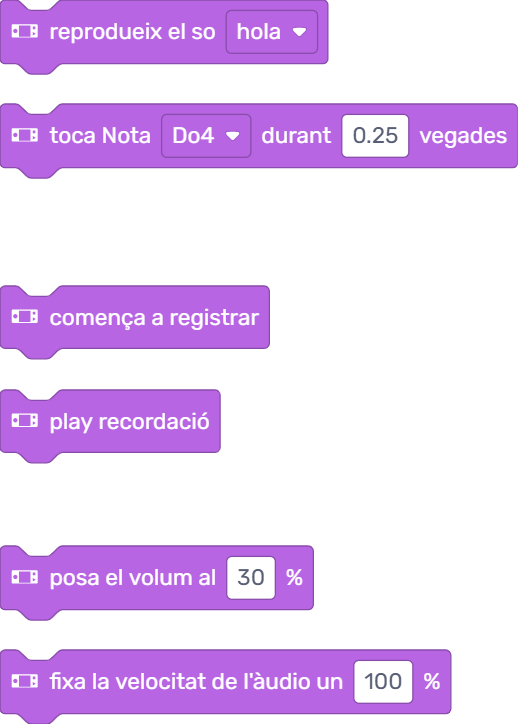 reprodueix el so hola
toca Nota Do4 durant 0.25 vegades
comença a registrar
play recordació
posa el volum al 30 %
fixa la velocitat de l'àudio un 100 %